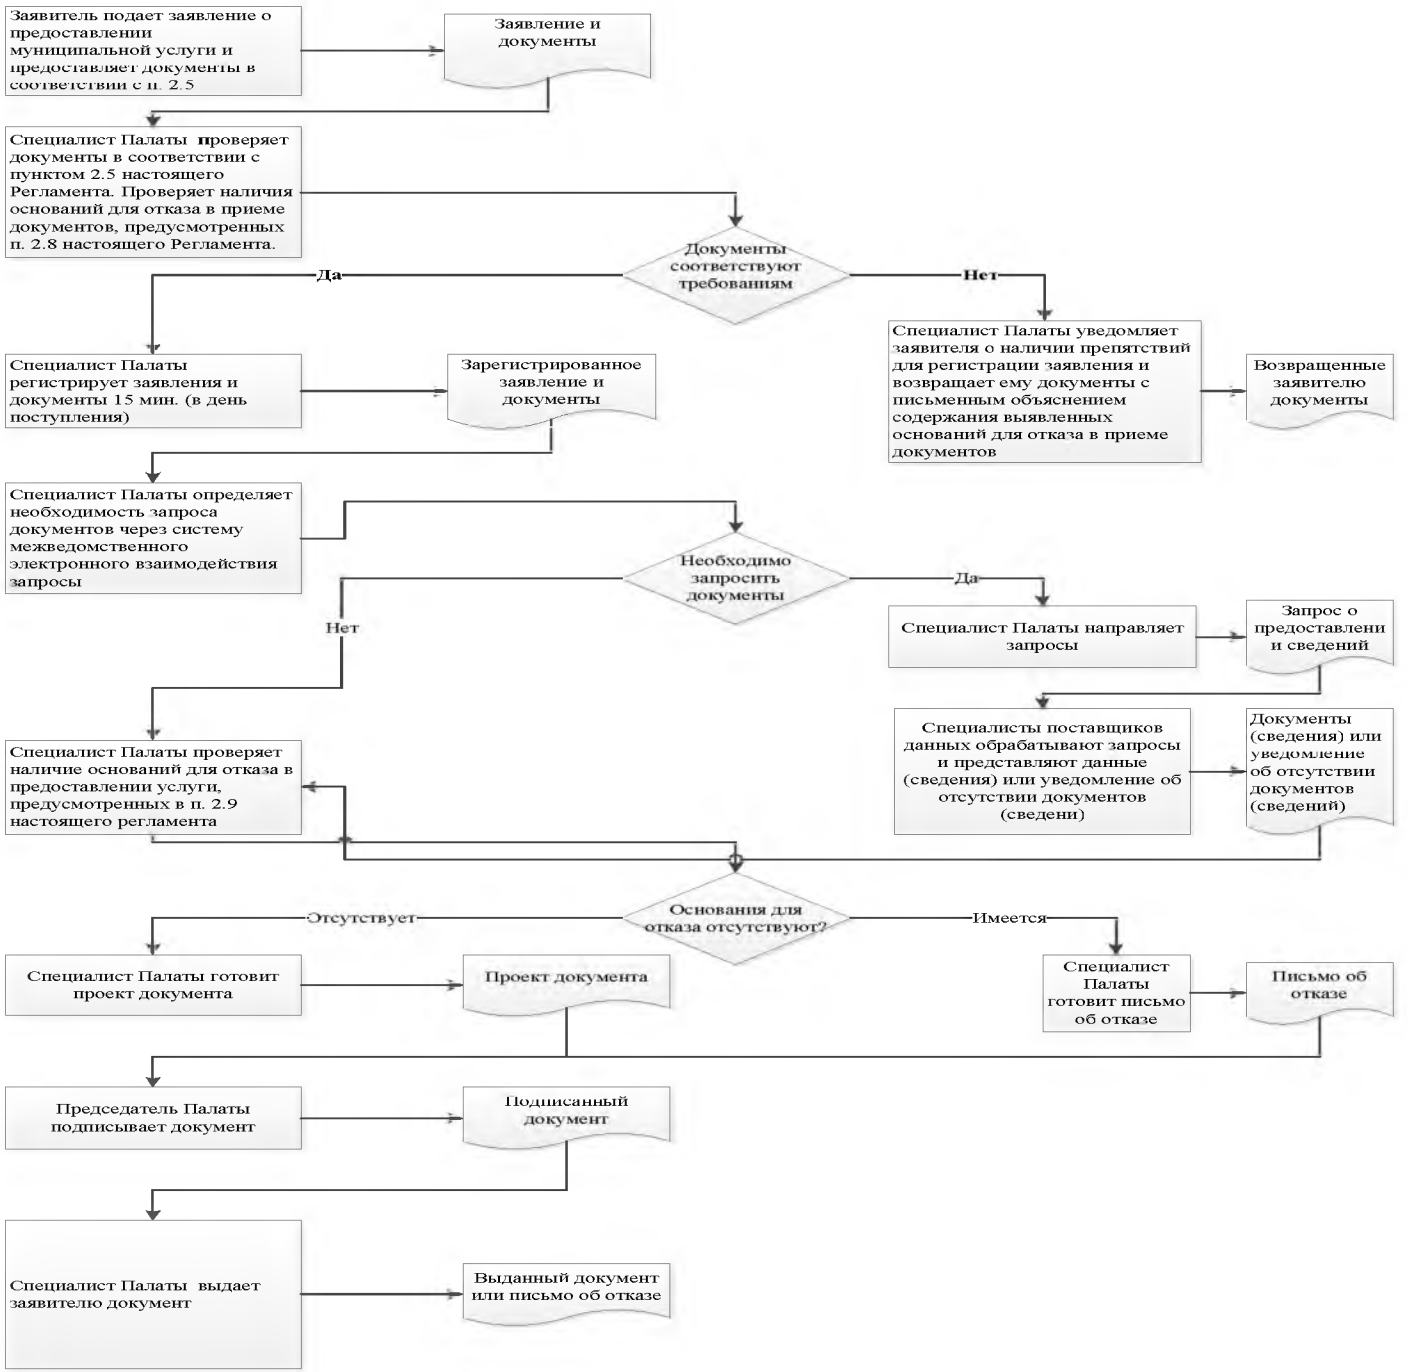 Заявитель подает заявление о
предоставлении
муниципальной услуги и
предоставляет документы в
соответствии с п. 2.5
Заявление и
документы
Специалист Палаты проверяет
документы в соответствии с
пунктом 2.5 настоящего
Регламента. Проверяет наличия
оснований для отказа в приеме
документов, предусмотренных
п. 2.8 настоящего Регламента.
Документы
соответствуют
требованиям
Да
Нет
Специалист Палаты
регистрирует заявления и
документы 15 мин. (в день
поступления)
Зарегистрированное
заявление и
документы
Специалист Палаты уведомляет
заявителя о наличии препятствий
для регистрации заявления и
возвращает ему документы с
письменным объяснением
содержания выявленных
оснований для отказа в приеме
документов
Возвращенные
заявителю
документы
Специалист Палаты определяет
необходимость запроса
документов через систему
межведомственного
электронного взаимодействия
запросы
Необходимо
запросить
документы
Да
Нет
Специалист Палаты направляет
запросы
Запрос о
предоставлени
и сведений
Специалисты поставщиков
данных обрабатывают запросы
и представляют данные
(сведения) или уведомление об
отсутствии документов
(сведени)
Документы
(сведения) или
уведомление
об отсутствии
документов
(сведений)
Специалист Палаты проверяет
наличие оснований для отказа в
предоставлении услуги,
предусмотренных в п. 2.9
настоящего регламента
Основания для
отказа отсутствуют?
Отсутствует
Имеется
Специалист Палаты готовит
проект документа
Проект документа
Специалист
Палаты
готовит письмо
об отказе
Письмо об
отказе
Председатель Палаты
подписывает документ
Подписанный
документ
Специалист Палаты выдает
заявителю документ
Выданный документ
или письмо об отказе